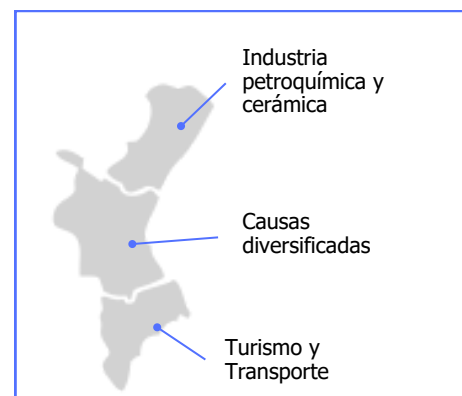 Industria
petroquímica y
cerámica
Causas
diversificadas
Turismo y
Transporte